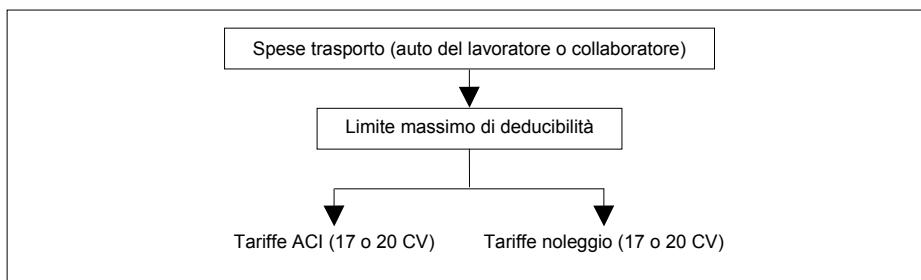 Spese trasporto (auto del lavoratore o collaboratore)
Limite massimo di deducibilità
Tariffe ACI (17 o 20 CV)
Tariffe noleggio (17 o 20 CV)